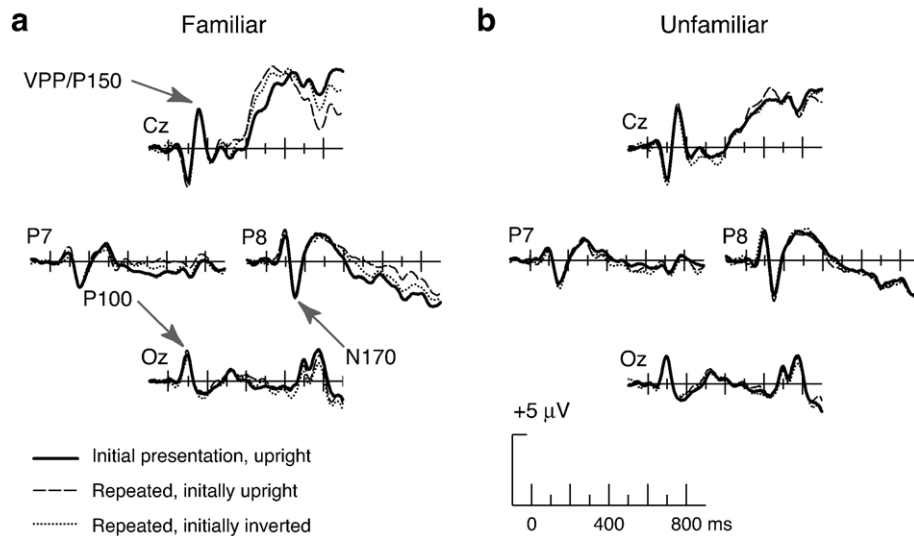 a Familiar
b Unfamiliar
VPP/P150
Cz
P7
P8
P100
N170
Oz
Cz
P7
P8
Oz
Initial presentation, upright
Repeated, initally upright
Repeated, initially inverted
+5 μV
0 400 800 ms